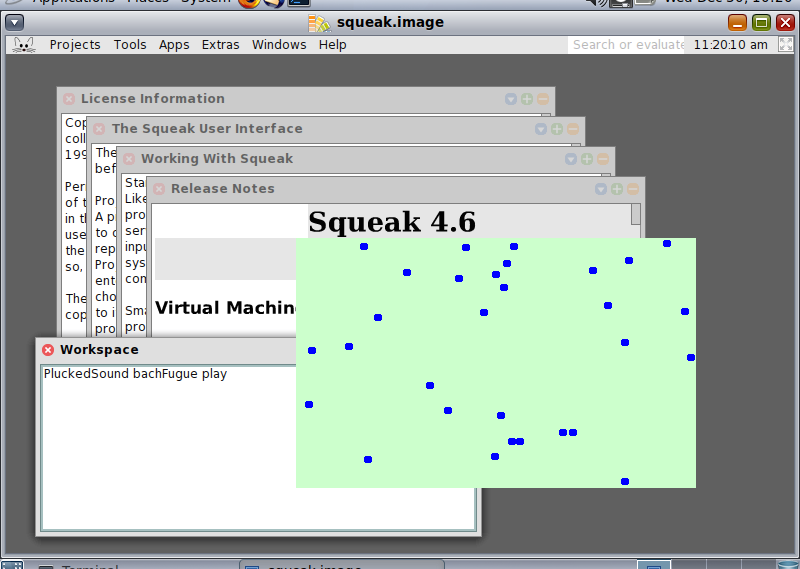 Applications Places System
Wed Dec 30, 10:20
squeak.image
Projects Tools Apps Extras Windows Help
Search or evaluate
11:20:10 am
License Information
Cop
coll
199
Per
of t
in th
use
the
so,
The
cop
The Squeak User Interface
The
bef
Pro
A p
to c
rep
Pro
ent
cho
to i
pro
Working With Squeak
Sta
Like
pro
ser
inpu
sys
com
Sma
pro
Release Notes
Squeak 4.6
Virtual Machin
Workspace
PluckedSound bachFugue play
Terminal
squeak.image